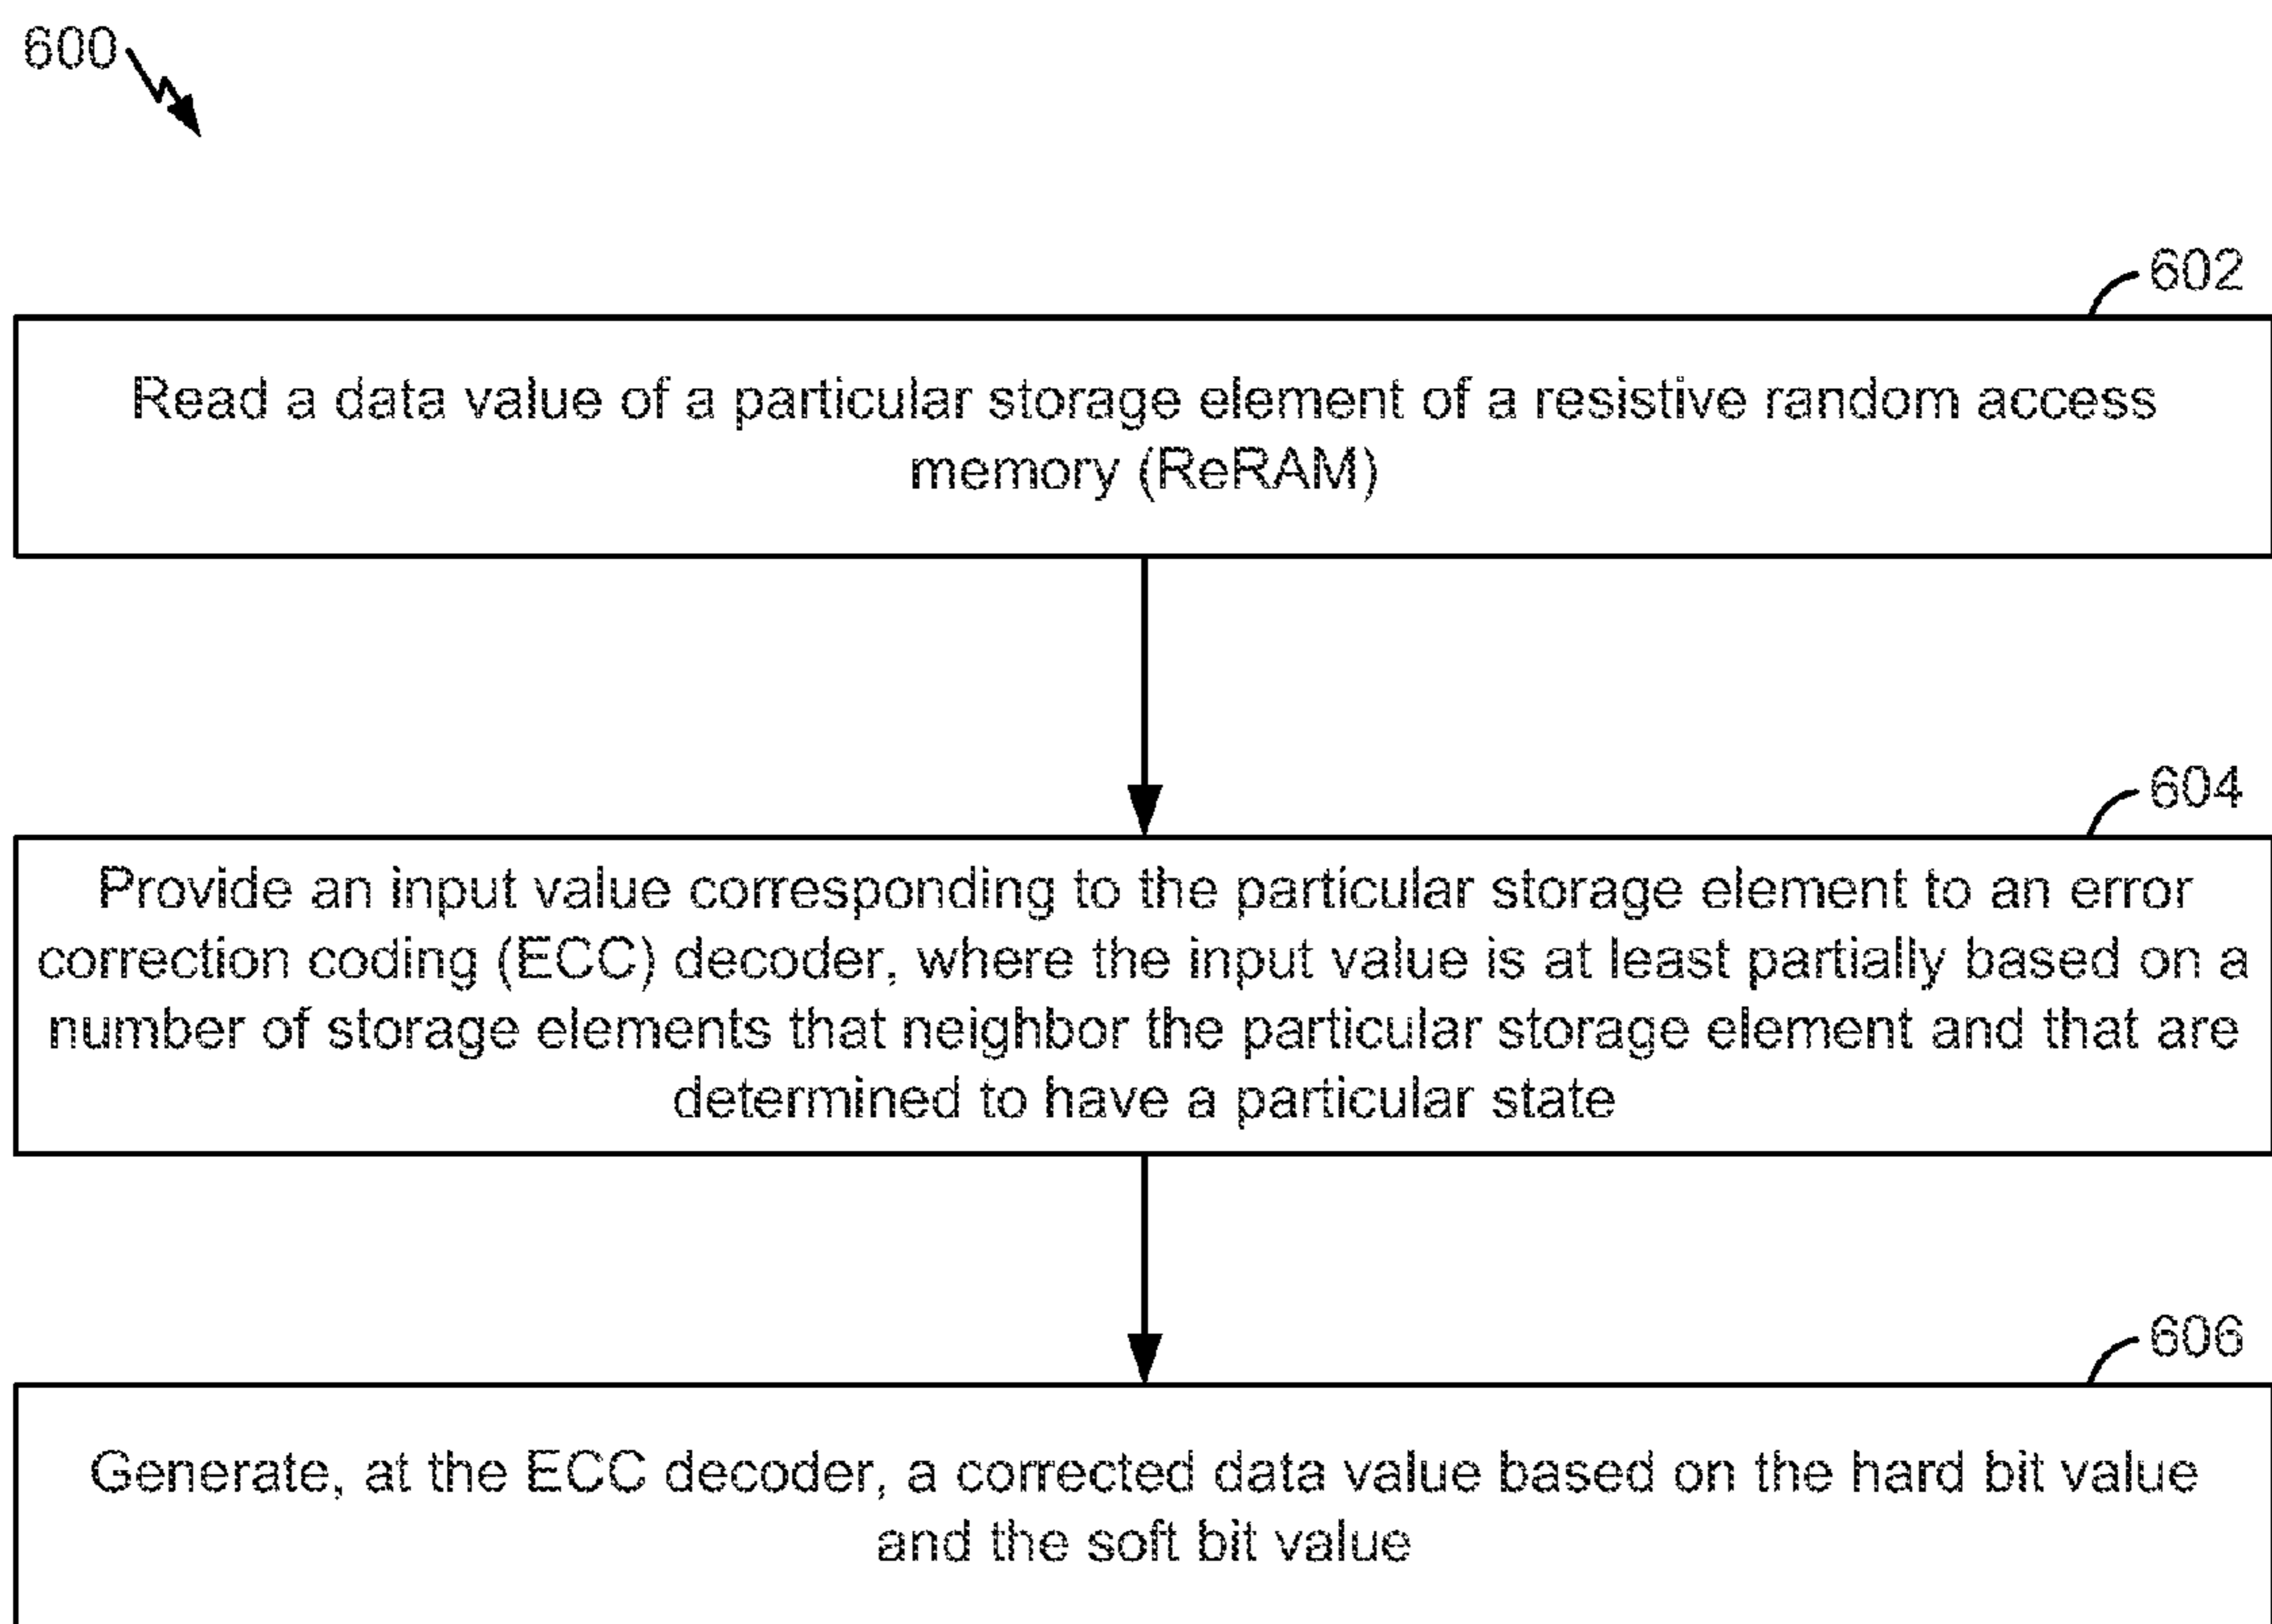 600
602
Read a data value of a particular storage element of a resistive random access
memory (ReRAM)
604
Provide an input value corresponding to the particular storage element to an error
correction coding (ECC) decoder, where the input value is at least partially based on a
number of storage elements that neighbor the particular storage element and that are
determined to have a particular state
606
Generate, at the ECC decoder, a corrected data value based on the hard bit value
and the soft bit value